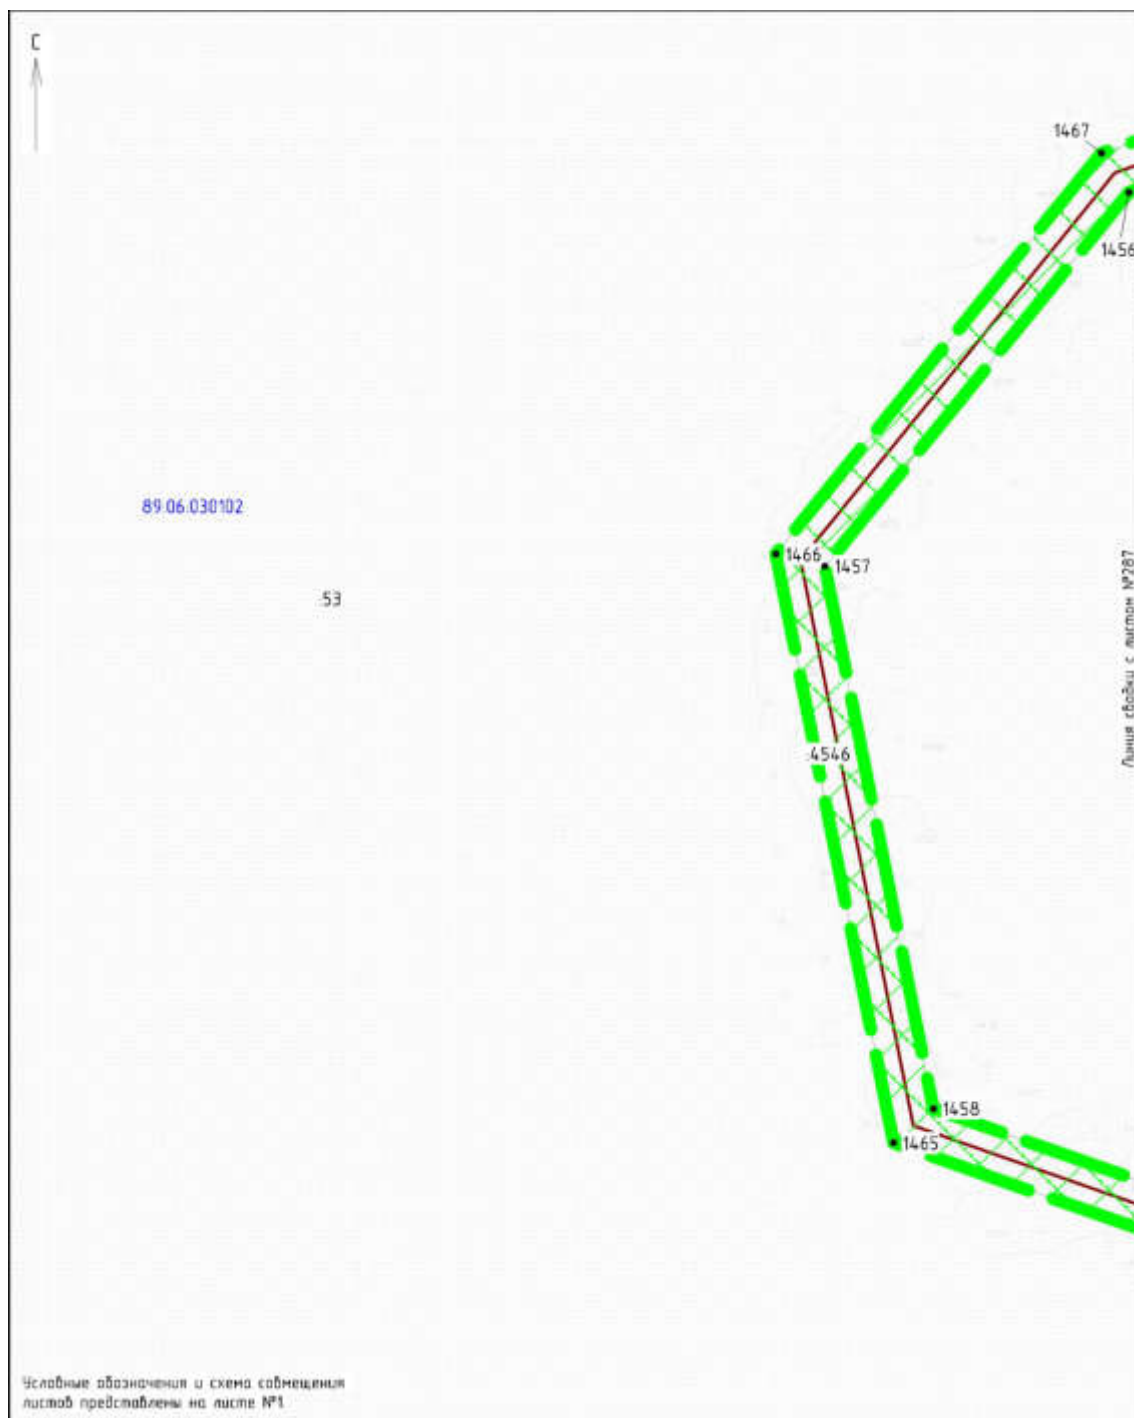 С
1467
1456
89.06.030102
1466
1457
:53
Линия сводки с листом №287
:4546
1458
1465
Условные обозначения и схема совмещения
листов представлены на листе №1